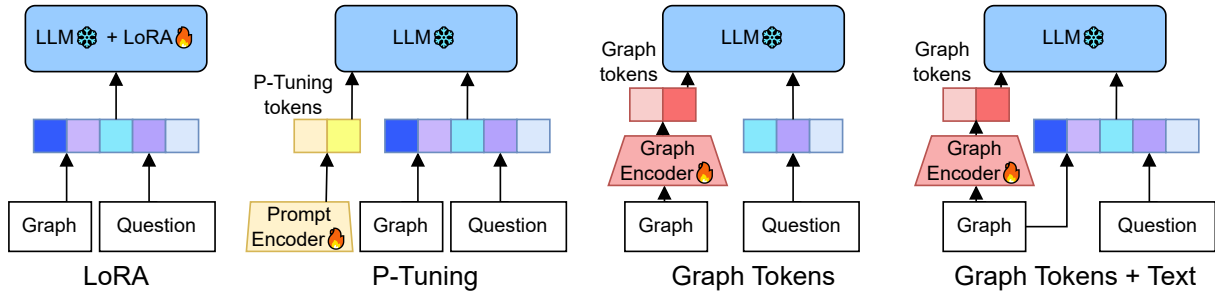 LLM + LoRA
Graph
Question
LoRA
LLM
P-Tuning
tokens
Prompt
Encoder
Graph
Question
P-Tuning
LLM
Graph
tokens
Graph
Encoder
Graph
Question
Graph Tokens
LLM
Graph
tokens
Graph
Encoder
Graph
Question
Graph Tokens + Text